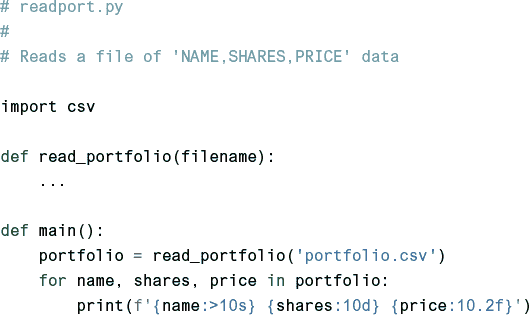 # readport.py
#
# Reads a file of 'NAME,SHARES,PRICE' data

import csv

def read_portfolio(filename):
    ...

def main():
    portfolio = read_portfolio('portfolio.csv')
    for name, shares, price in portfolio:
        print(f'{name:>10s} {shares:10d} {price:10.2f}')